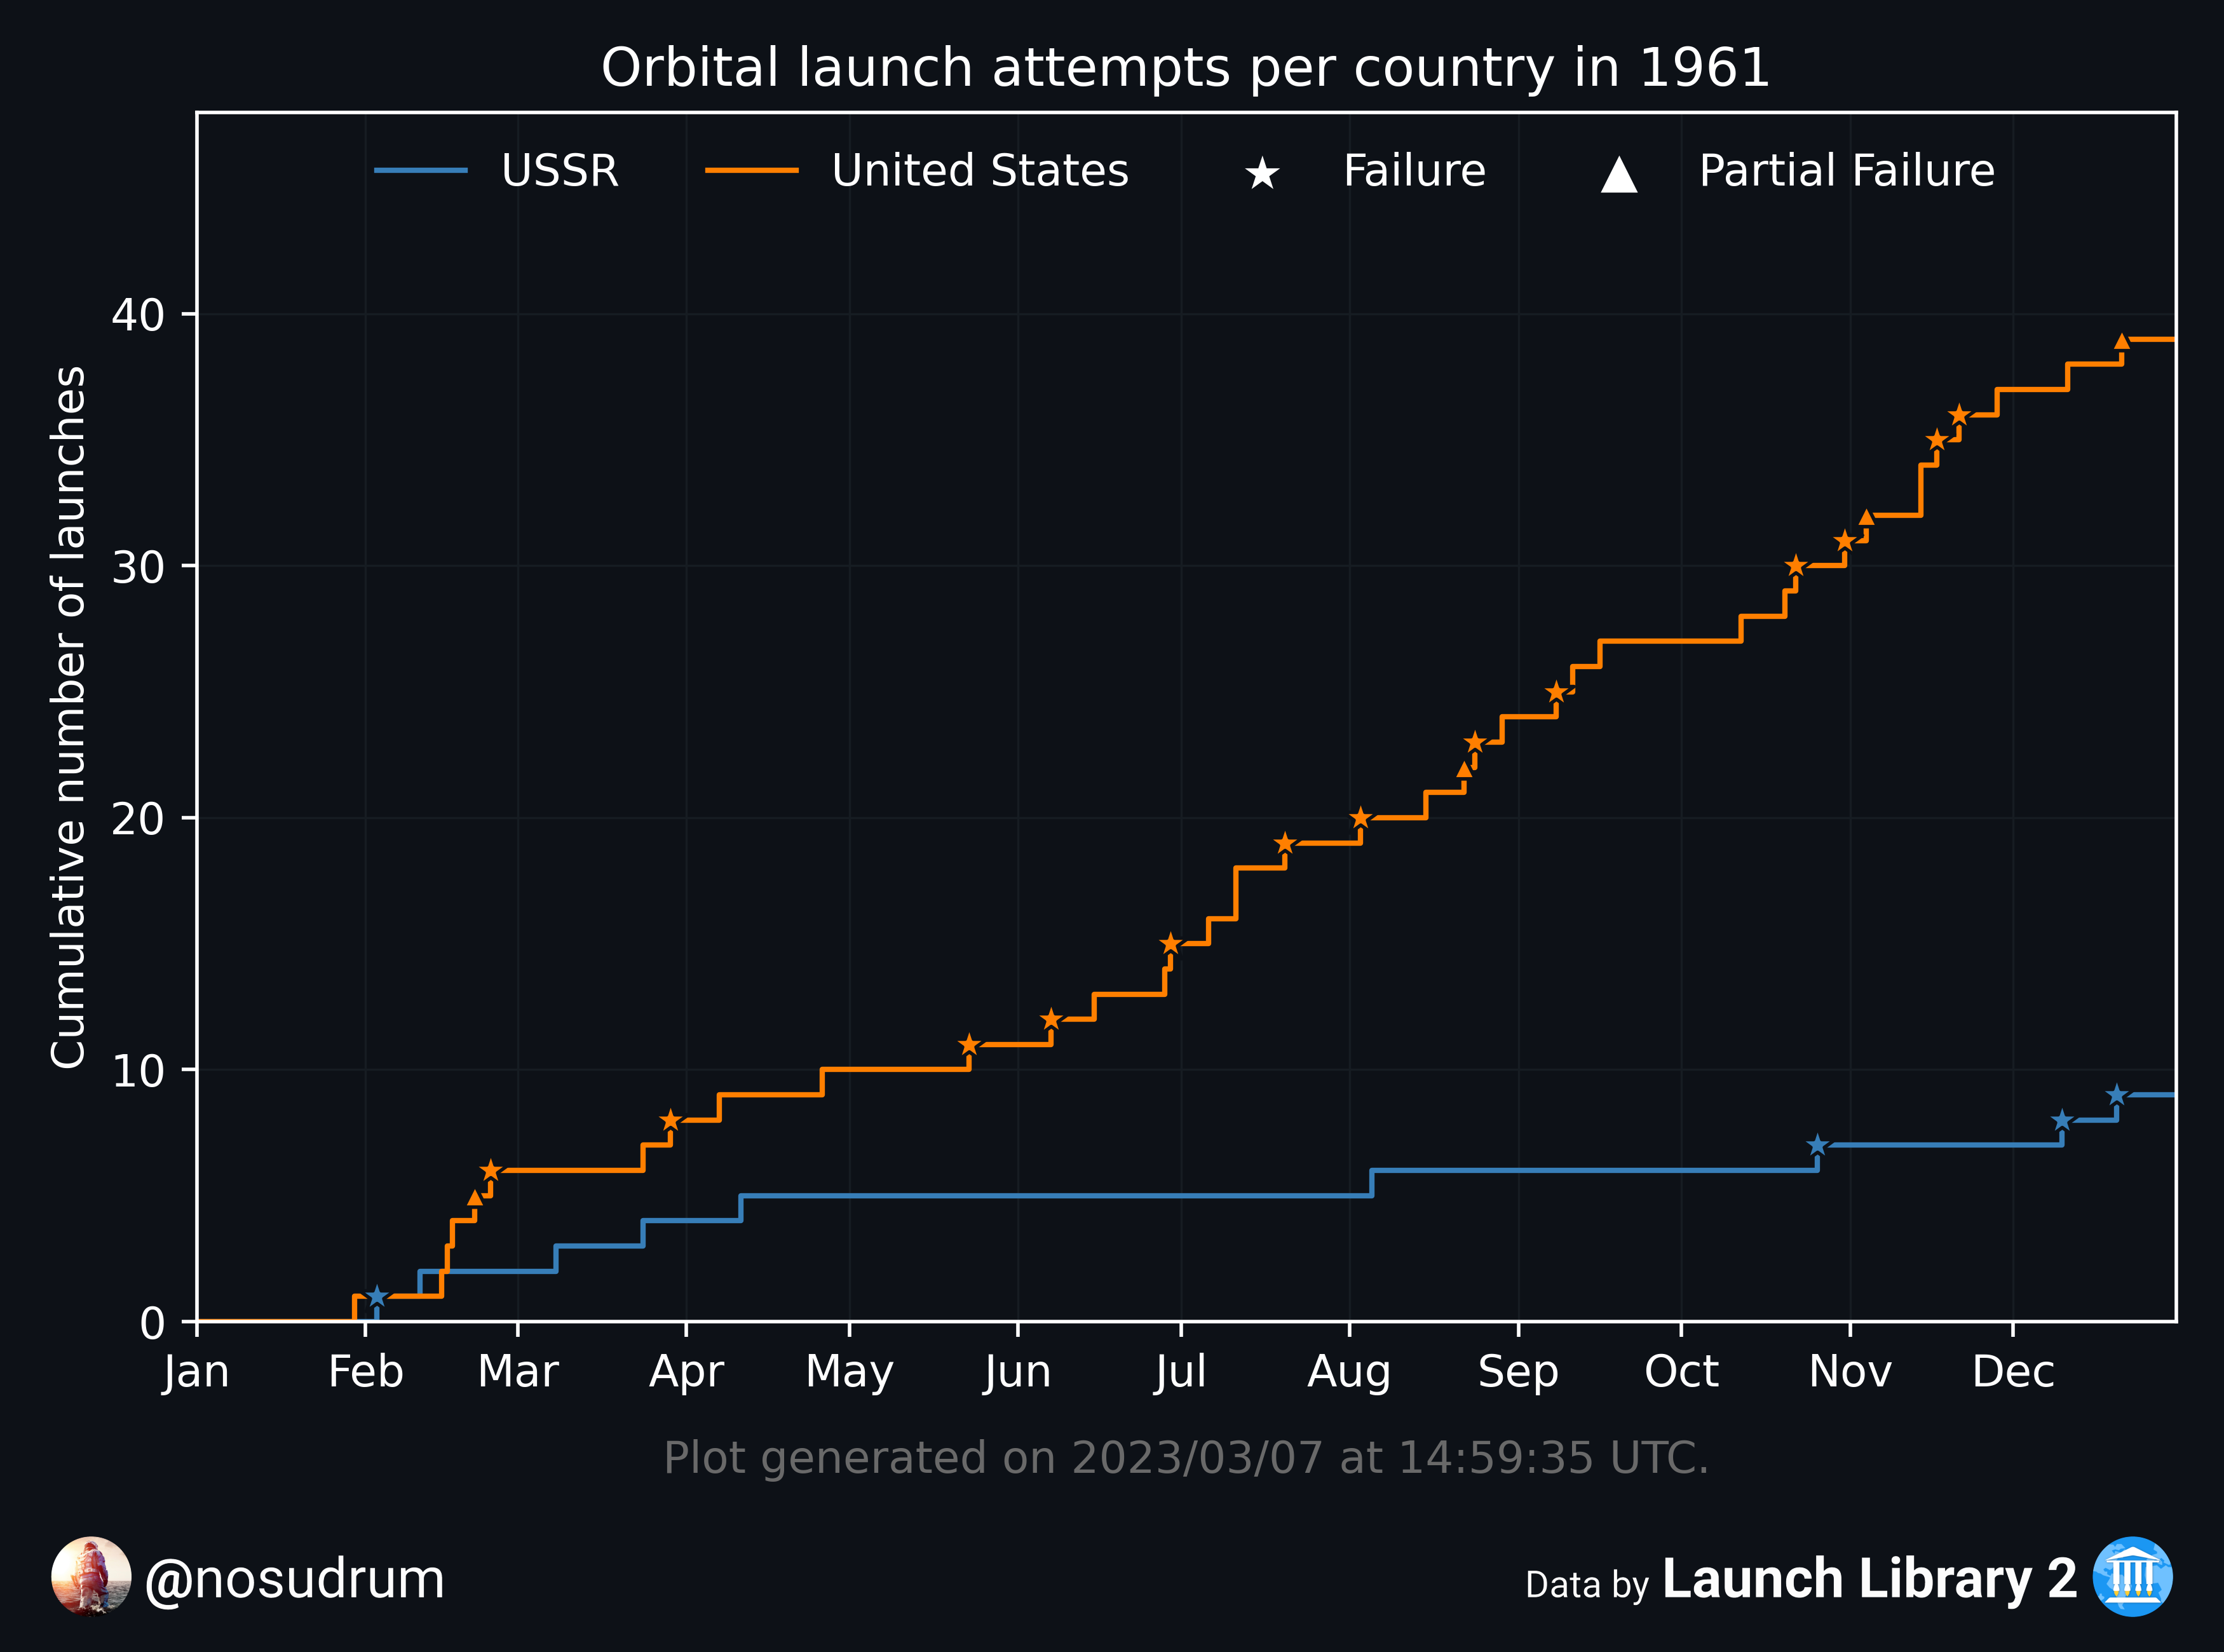 Orbital launch attempts per country in 1961
USSR United States Failure Partial Failure
Cumulative number of launches
40
30
20
10
0
Jan Feb Mar Apr May Jun Jul Aug Sep Oct Nov Dec
Plot generated on 2023/03/07 at 14:59:35 UTC.
@nosudrum
Data by Launch Library 2